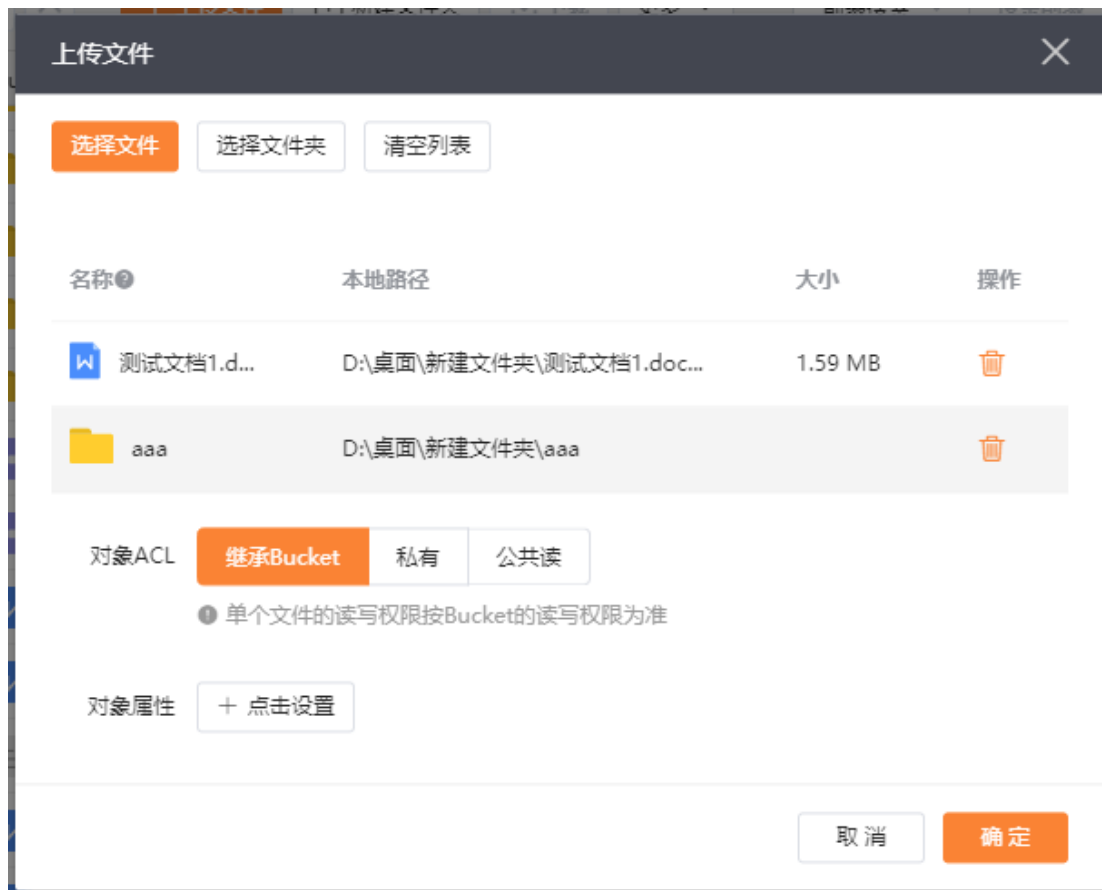 上传文件
选择文件 选择文件夹 清空列表
名称 本地路径 大小 操作
测试文档1.d... D:\桌面\新建文件夹\测试文档1.doc... 1.59 MB
aaa D:\桌面\新建文件夹\aaa
对象ACL 继承Bucket 私有 公共读
单个文件的读写权限按Bucket的读写权限为准
对象属性 + 点击设置
取消 确定